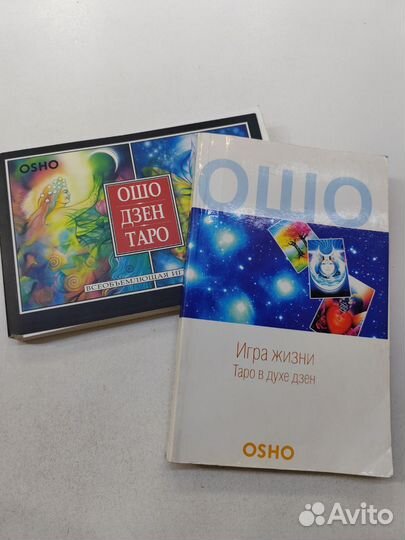 OSHO
ОШО
ДЗЕН
ТАРО
ВСЕОБЪЕМЛЮЩАЯ
ОШО
Игра жизни
Таро в духе дзен
OSHO
Avito